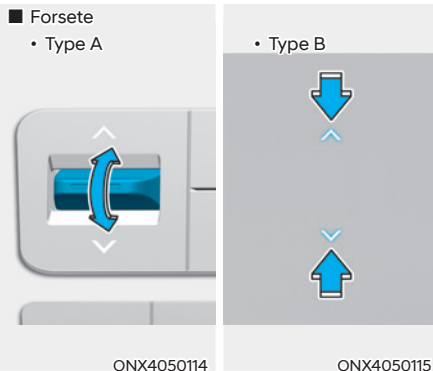 ■ Forsete
• Type A
• Type B
ONX4050114
ONX4050115